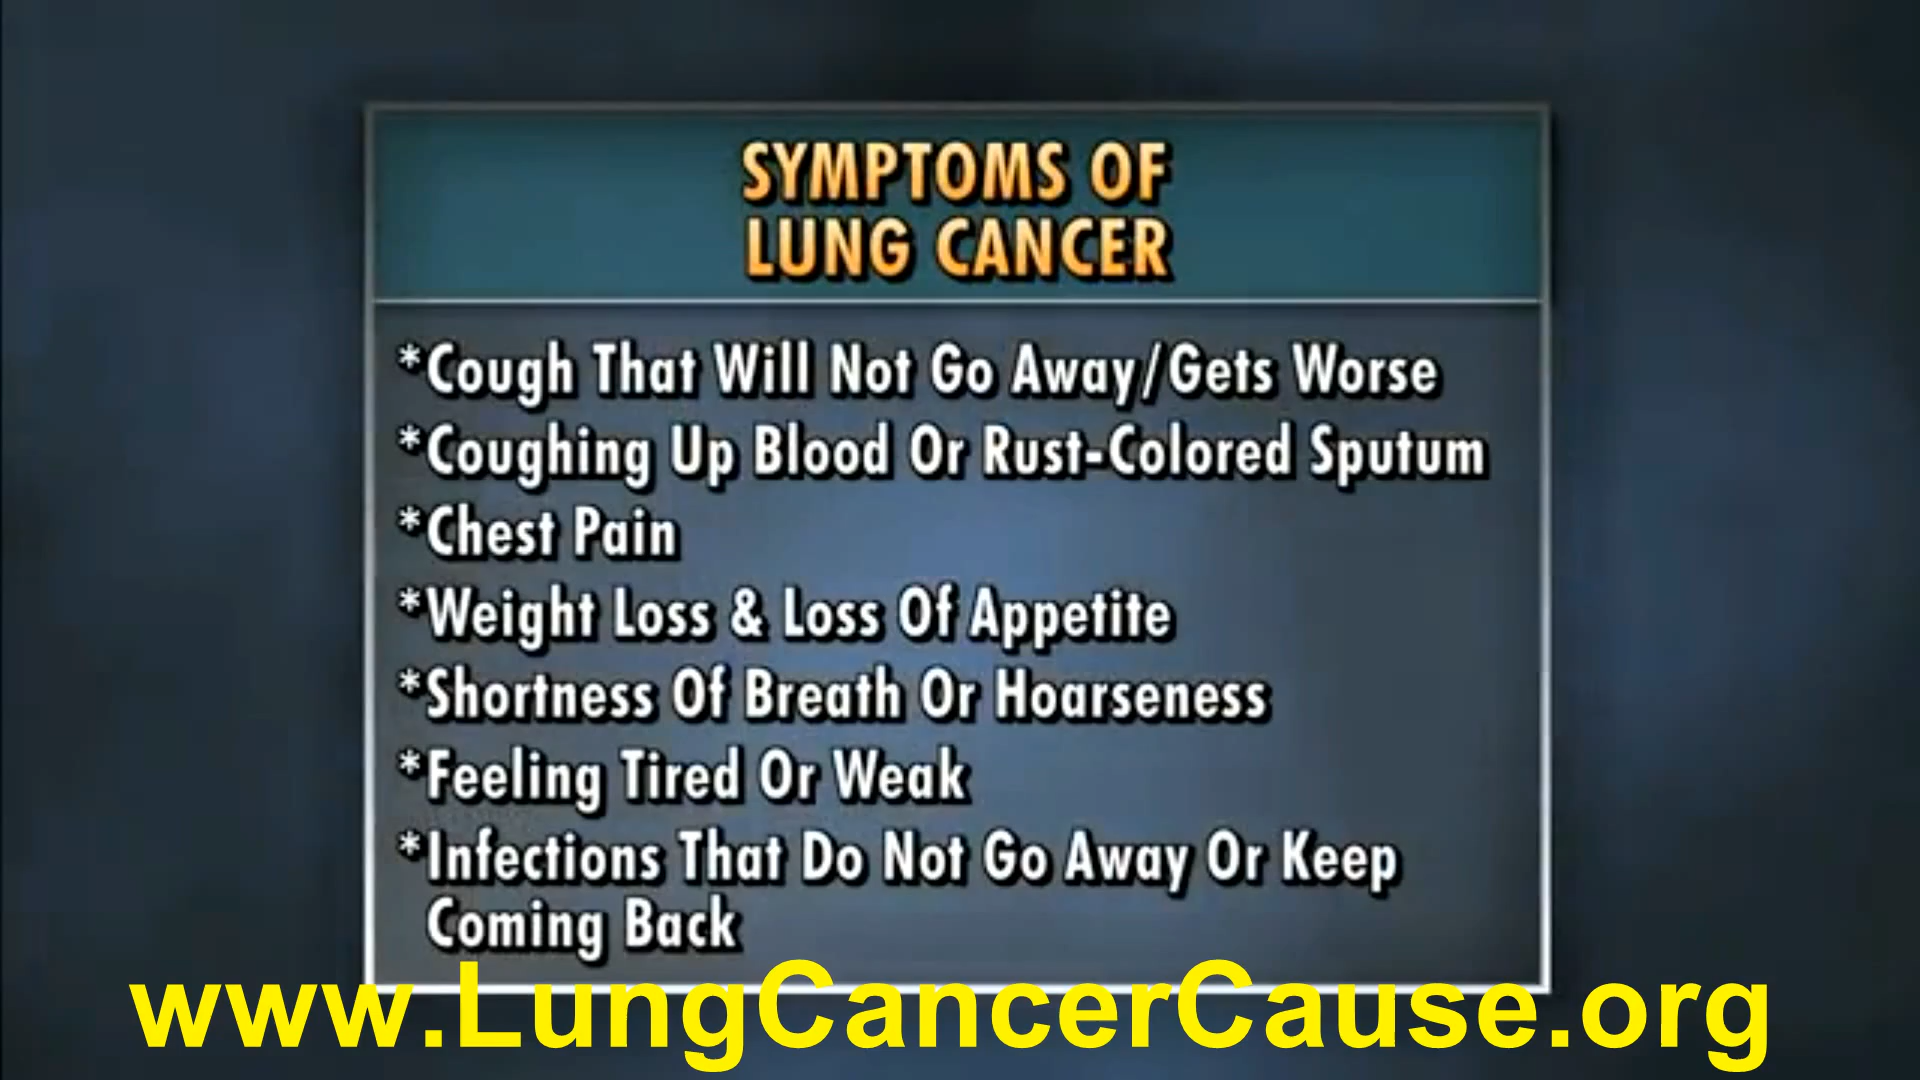 SYMPTOMS OF
LUNG CANCER
*Cough That Will Not Go Away/Gets Worse
*Coughing Up Blood Or Rust-Colored Sputum
*Chest Pain
*Weight Loss & Loss Of Appetite
*Shortness Of Breath Or Hoarseness
*Feeling Tired Or Weak
*Infections That Do Not Go Away Or Keep
Coming Back
www.LungCancerCause.org